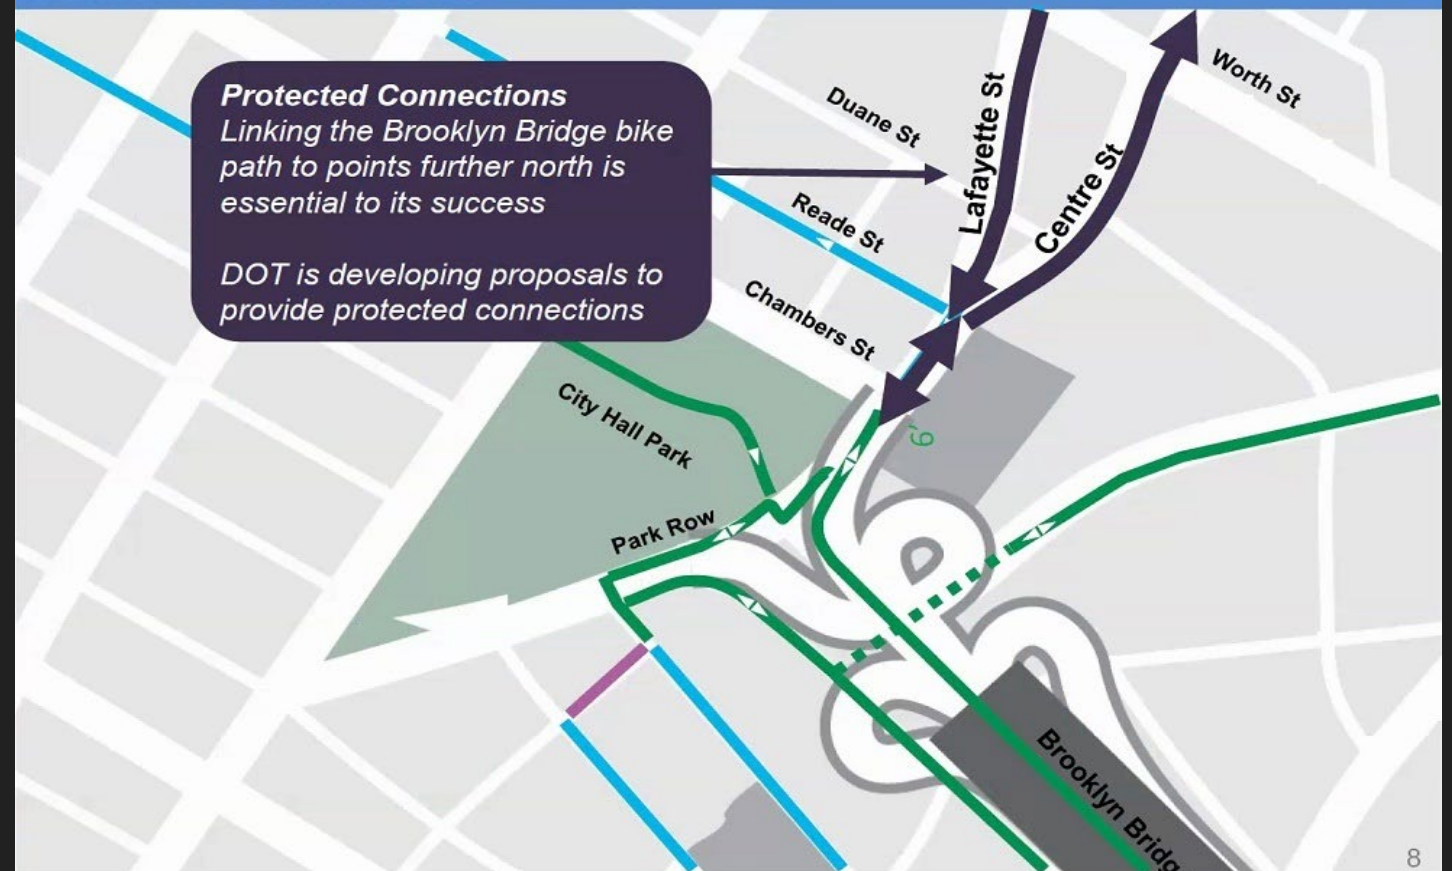 Protected Connections
Linking the Brooklyn Bridge bike
path to points further north is
essential to its success
DOT is developing proposals to
provide protected connections
Duane St
Lafayette St
Centre St
Worth St
Reade St
Chambers St
City Hall Park
6'
Park Row
Brooklyn Bridg
8